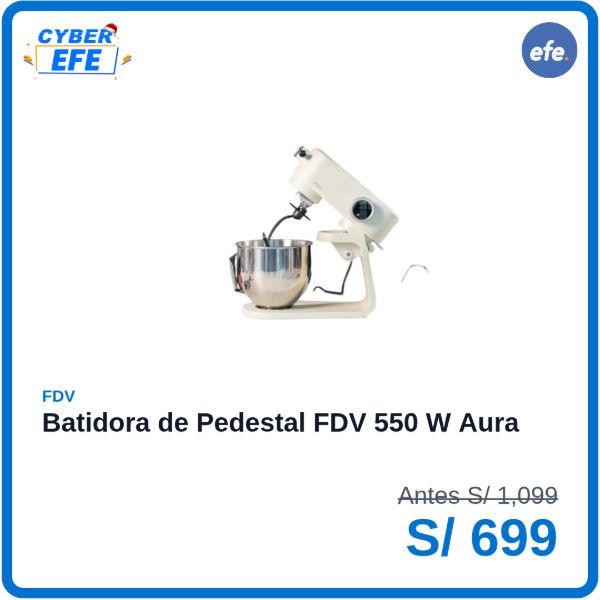 CYBER
EFE
efe.
FDV
Batidora de Pedestal FDV 550 W Aura
Antes S/ 1,099
S/ 699